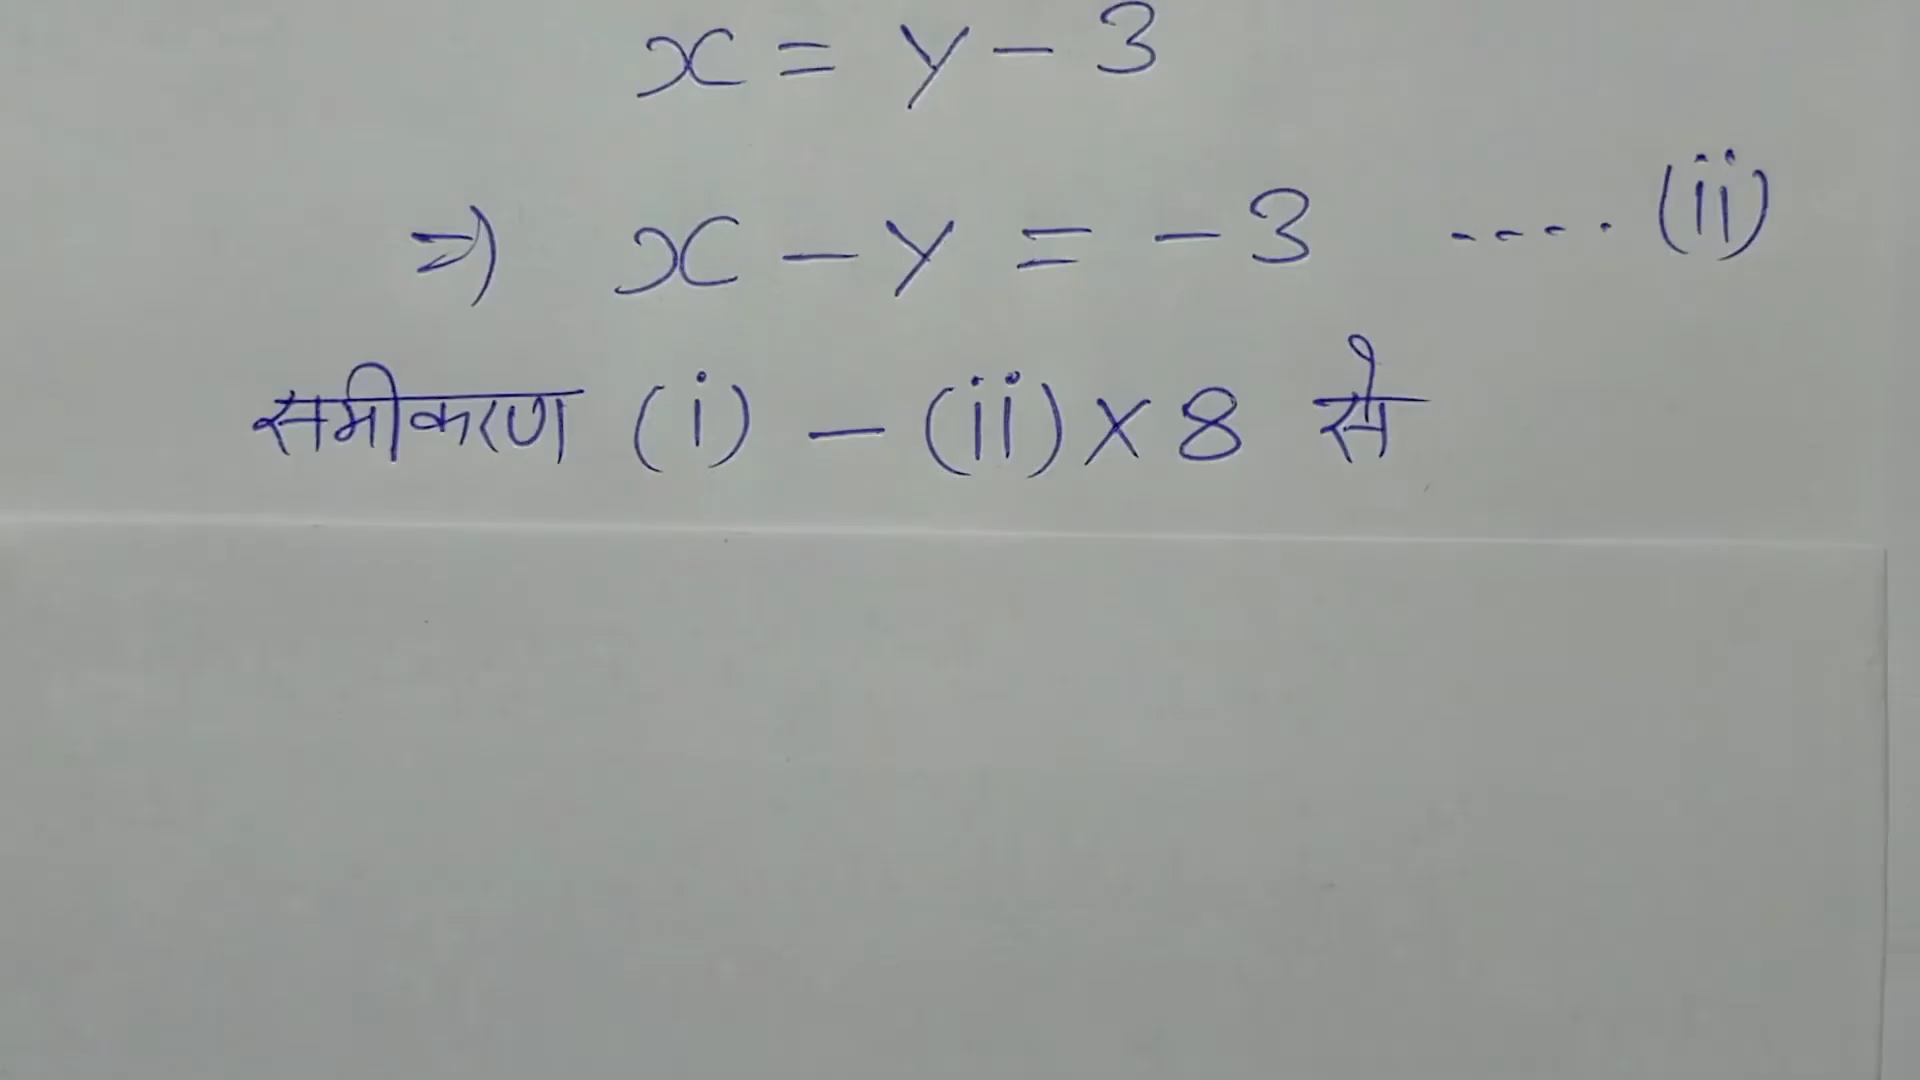 x = y - 3
⇒ x - y = -3 ..... (ii)
समीकरण (i) - (ii) × 8 से